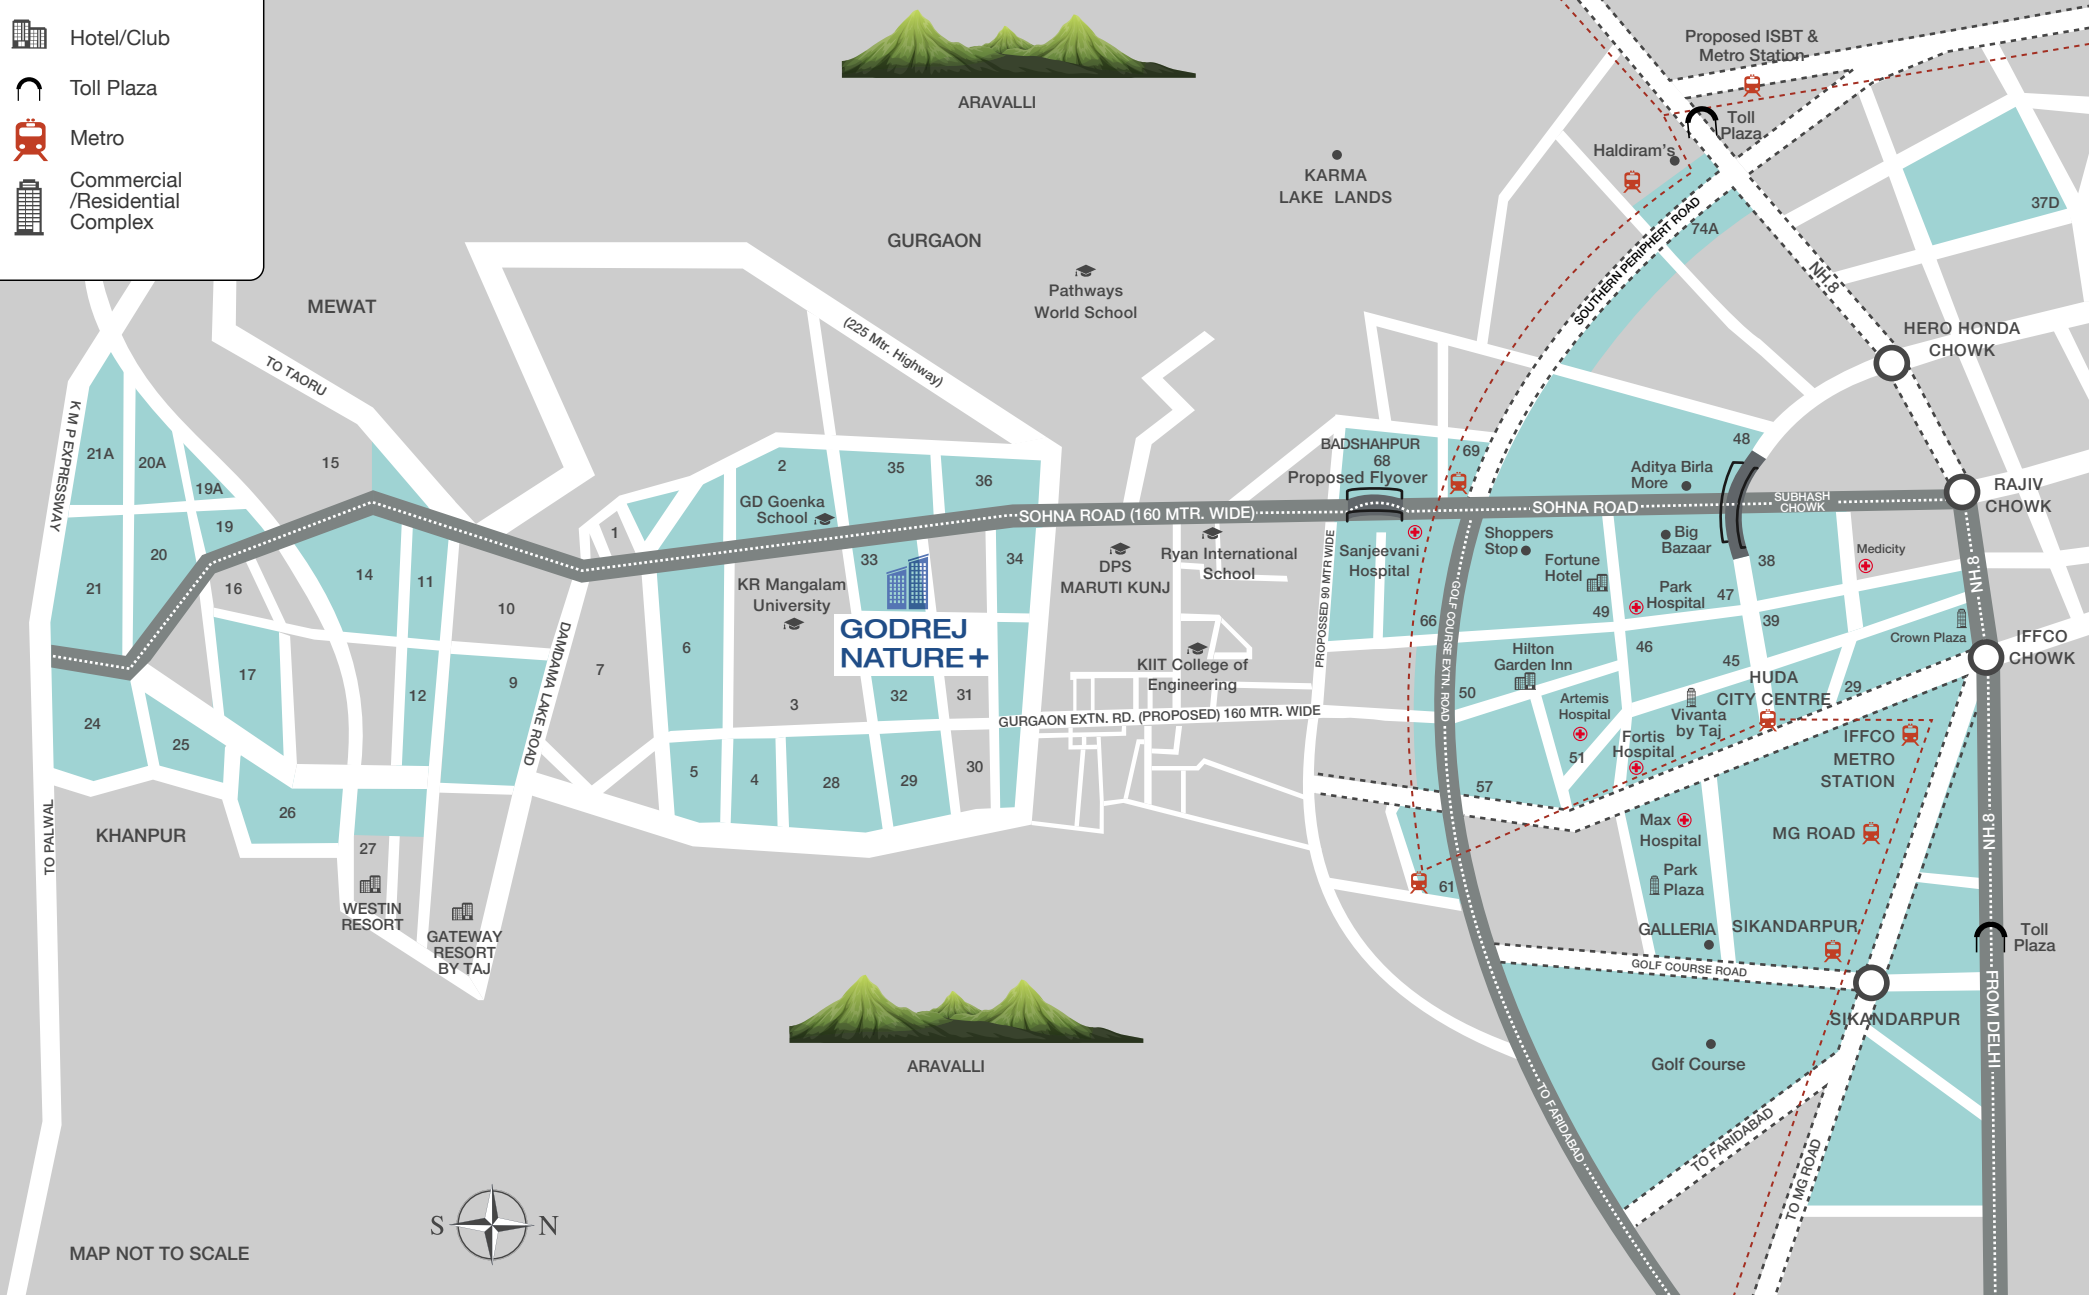 Hotel/Club
Toll Plaza
Metro
Commercial
/Residential
Complex
ARAVALLI
Proposed ISBT &
Metro Station
Toll
Plaza
Haldiram's
KARMA
LAKE LANDS
37D
74A
SOUTHERN PERIPHERT ROAD
NH.8
GURGAON
Pathways
World School
MEWAT
(225 Mtr. Highway)
TO TAORU
HERO HONDA
CHOWK
K M P EXPRESSWAY
21A
20A
19A
15
2
35
36
GD Goenka
School
BADSHAHPUR
68
Proposed Flyover
69
48
Aditya Birla
More
SUBHASH
CHOWK
RAJIV
CHOWK
SOHNA ROAD (160 MTR. WIDE)
SOHNA ROAD
19
20
21
16
14
11
10
1
33
34
KR Mangalam
University
DPS
MARUTI KUNJ
Ryan International
School
Sanjeevani
Hospital
Shoppers
Stop
Fortune
Hotel
Big
Bazaar
38
Medicity
NH.8
PROPOSSED 90 MTR WIDE
GOLF COURSE EXTN. ROAD
Park
Hospital
47
49
39
66
Crown Plaza
IFFCO
CHOWK
GODREJ
NATURE+
DAMDAMA LAKE ROAD
6
7
17
12
9
3
32
31
KIIT College of
Engineering
Hilton
Garden Inn
46
45
HUDA
CITY CENTRE
29
50
Artemis
Hospital
Vivanta
by Taj
GURGAON EXTN. RD. (PROPOSED) 160 MTR. WIDE
24
25
Fortis
Hospital
51
IFFCO
METRO
STATION
5
4
28
29
30
57
26
KHANPUR
TO PALWAL
27
Max
Hospital
MG ROAD
NH.8
Park
Plaza
61
WESTIN
RESORT
GATEWAY
RESORT
BY TAJ
GALLERIA
SIKANDARPUR
Toll
Plaza
GOLF COURSE ROAD
SIKANDARPUR
FROM DELHI
ARAVALLI
Golf Course
TO FARIDABAD
TO FARIDABAD
TO MG ROAD
S
N
MAP NOT TO SCALE